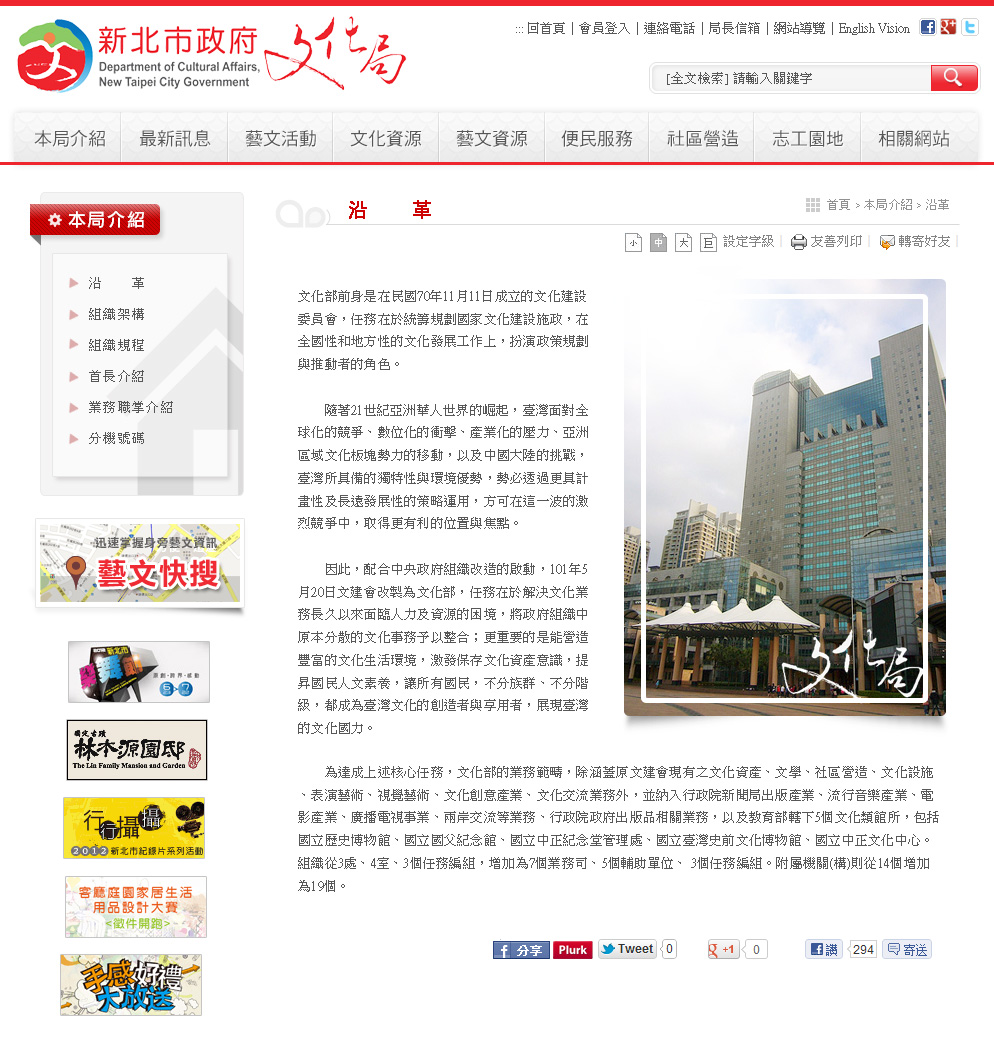 新北市政府
Department of Cultural Affairs,
New Taipei City Government
文化局
::: 回首頁 | 會員登入 | 連絡電話 | 局長信箱 | 網站導覽 | English Vision
[全文檢索] 請輸入關鍵字
本局介紹 最新訊息 藝文活動 文化資源 藝文資源 便民服務 社區營造 志工園地 相關網站
本局介紹
沿 革
組織架構
組織規程
首長介紹
業務職掌介紹
分機號碼
迅速掌握身旁藝文資訊
藝文快搜
新北市
原創·跨界·感動
國定古蹟
林本源園邸
The Lin Family Mansion and Garden
行行攝攝
2012 新北市紀錄片系列活動
客廳庭園家居生活
用品設計大賽
<徵件開跑>
手感好禮
大放送
沿 革
首頁 > 本局介紹 > 沿革
小 中 大 巨 設定字級 | 友善列印 | 轉寄好友 |
文化部前身是在民國70年11月11日成立的文化建設
委員會，任務在於統籌規劃國家文化建設施政，在
全國性和地方性的文化發展工作上，扮演政策規劃
與推動者的角色。
隨著21世紀亞洲華人世界的崛起，臺灣面對全
球化的競爭、數位化的衝擊、產業化的壓力、亞洲
區域文化板塊勢力的移動，以及中國大陸的挑戰，
臺灣所具備的獨特性與環境優勢，勢必透過更具計
畫性及長遠發展性的策略運用，方可在這一波的激
烈競爭中，取得更有利的位置與焦點。
因此，配合中央政府組織改造的啟動，101年5
月20日文建會改製為文化部，任務在於解決文化業
務長久以來面臨人力及資源的困境，將政府組織中
原本分散的文化事務予以整合；更重要的是能營造
豐富的文化生活環境，激發保存文化資產意識，提
昇國民人文素養，讓所有國民，不分族群、不分階
級，都成為臺灣文化的創造者與享用者，展現臺灣
的文化國力。
文化局
為達成上述核心任務，文化部的業務範疇，除涵蓋原文建會現有之文化資產、文學、社區營造、文化設施
、表演藝術、視覺藝術、文化創意產業、文化交流業務外，並納入行政院新聞局出版產業、流行音樂產業、電
影產業、廣播電視事業、兩岸交流等業務、行政院政府出版品相關業務，以及教育部轄下5個文化類館所，包括
國立歷史博物館、國立國父紀念館、國立中正紀念堂管理處、國立臺灣史前文化博物館、國立中正文化中心。
組織從3處、4室、3個任務編組，增加為7個業務司、5個輔助單位、 3個任務編組。附屬機關(構)則從14個增加
為19個。
分享 Plurk Tweet 0 +1 0 讚 294 寄送